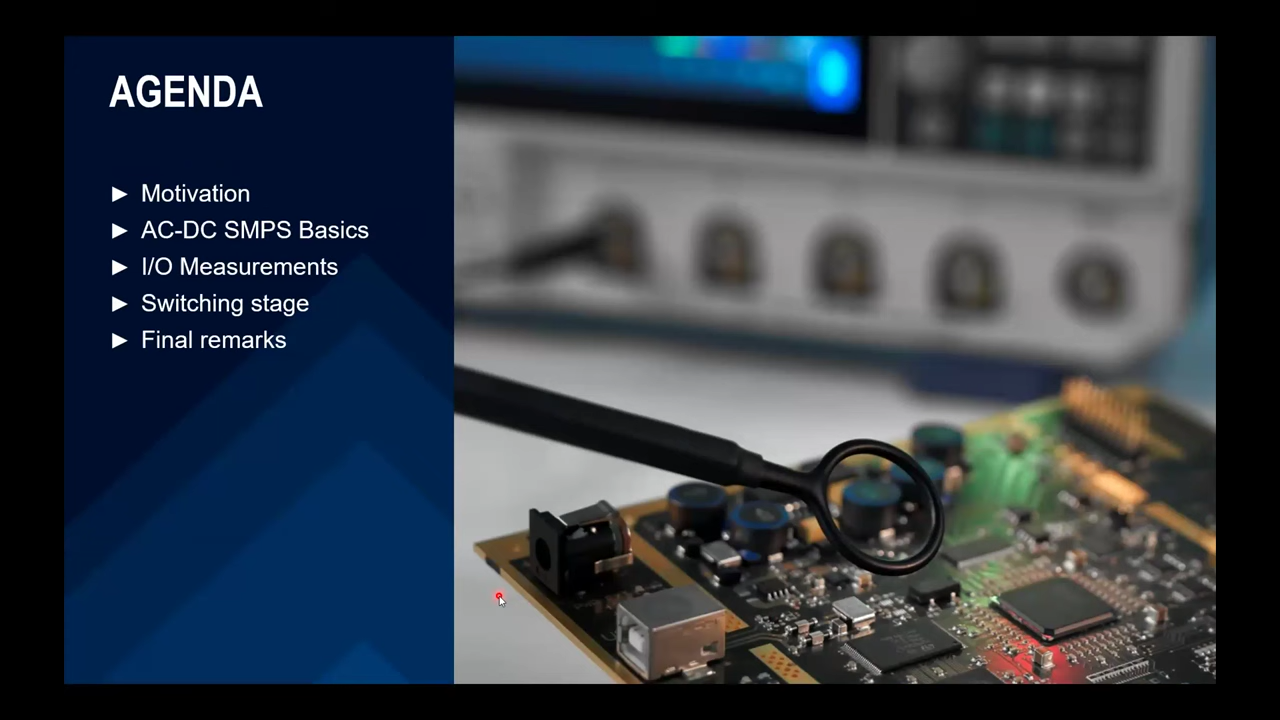 AGENDA
► Motivation
► AC-DC SMPS Basics
► I/O Measurements
► Switching stage
► Final remarks